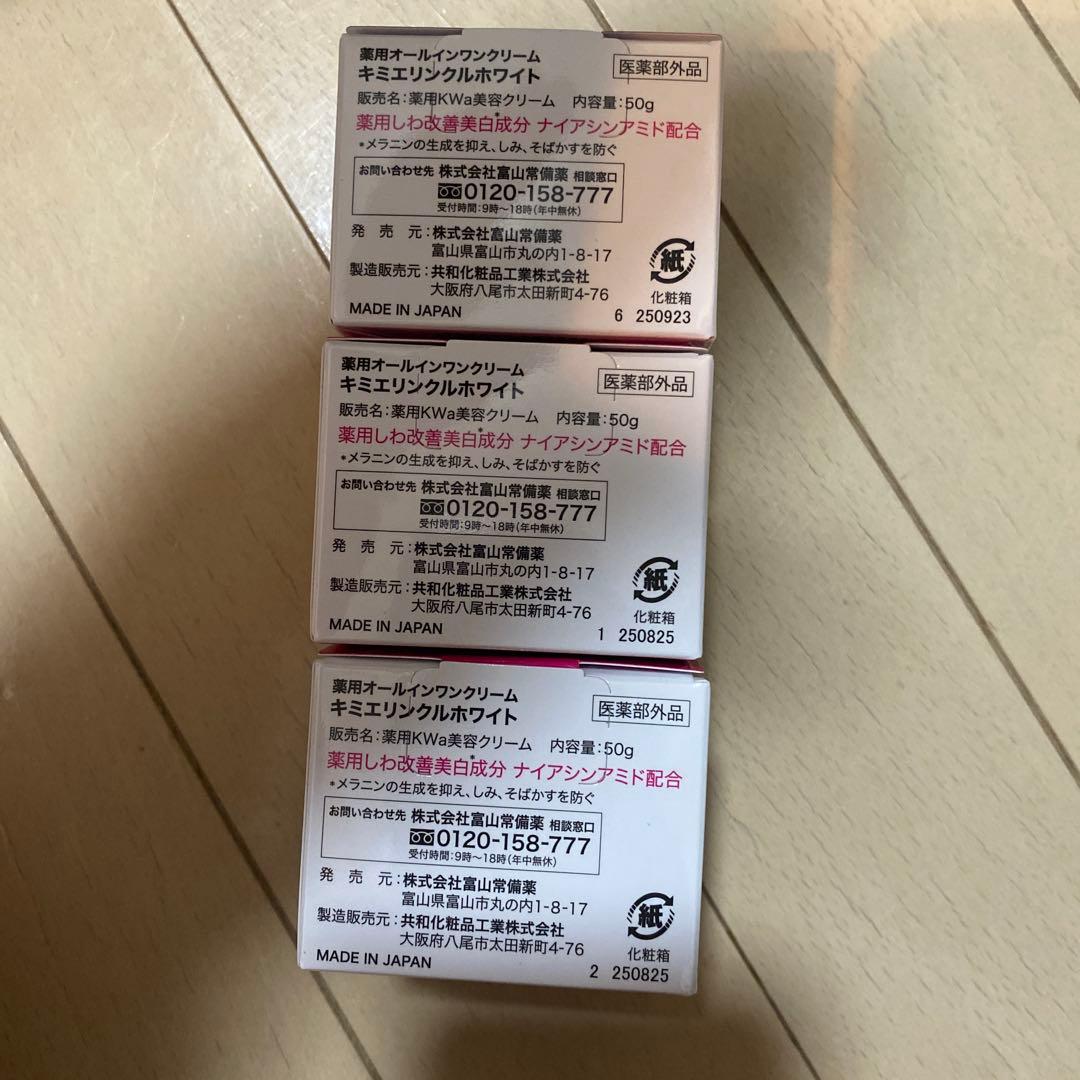 薬用オールインワンクリーム
キミエリンクルホワイト
医薬部外品
販売名:薬用KWa美容クリーム 内容量:50g
薬用しわ改善美白*成分 ナイアシンアミド配合
*メラニンの生成を抑え、しみ、そばかすを防ぐ
お問い合わせ先 株式会社富山常備薬 相談窓口
0120-158-777
受付時間:9時〜18時(年中無休)
発売元:株式会社富山常備薬
富山県富山市丸の内1-8-17
製造販売元:共和化粧品工業株式会社
大阪府八尾市太田新町4-76
紙
化粧箱
MADE IN JAPAN
6 250923
薬用オールインワンクリーム
キミエリンクルホワイト
医薬部外品
販売名:薬用KWa美容クリーム 内容量:50g
薬用しわ改善美白*成分 ナイアシンアミド配合
*メラニンの生成を抑え、しみ、そばかすを防ぐ
お問い合わせ先 株式会社富山常備薬 相談窓口
0120-158-777
受付時間:9時〜18時(年中無休)
発売元:株式会社富山常備薬
富山県富山市丸の内1-8-17
製造販売元:共和化粧品工業株式会社
大阪府八尾市太田新町4-76
紙
化粧箱
MADE IN JAPAN
1 250825
薬用オールインワンクリーム
キミエリンクルホワイト
医薬部外品
販売名:薬用KWa美容クリーム 内容量:50g
薬用しわ改善美白*成分 ナイアシンアミド配合
*メラニンの生成を抑え、しみ、そばかすを防ぐ
お問い合わせ先 株式会社富山常備薬 相談窓口
0120-158-777
受付時間:9時〜18時(年中無休)
発売元:株式会社富山常備薬
富山県富山市丸の内1-8-17
製造販売元:共和化粧品工業株式会社
大阪府八尾市太田新町4-76
紙
化粧箱
MADE IN JAPAN
2 250825